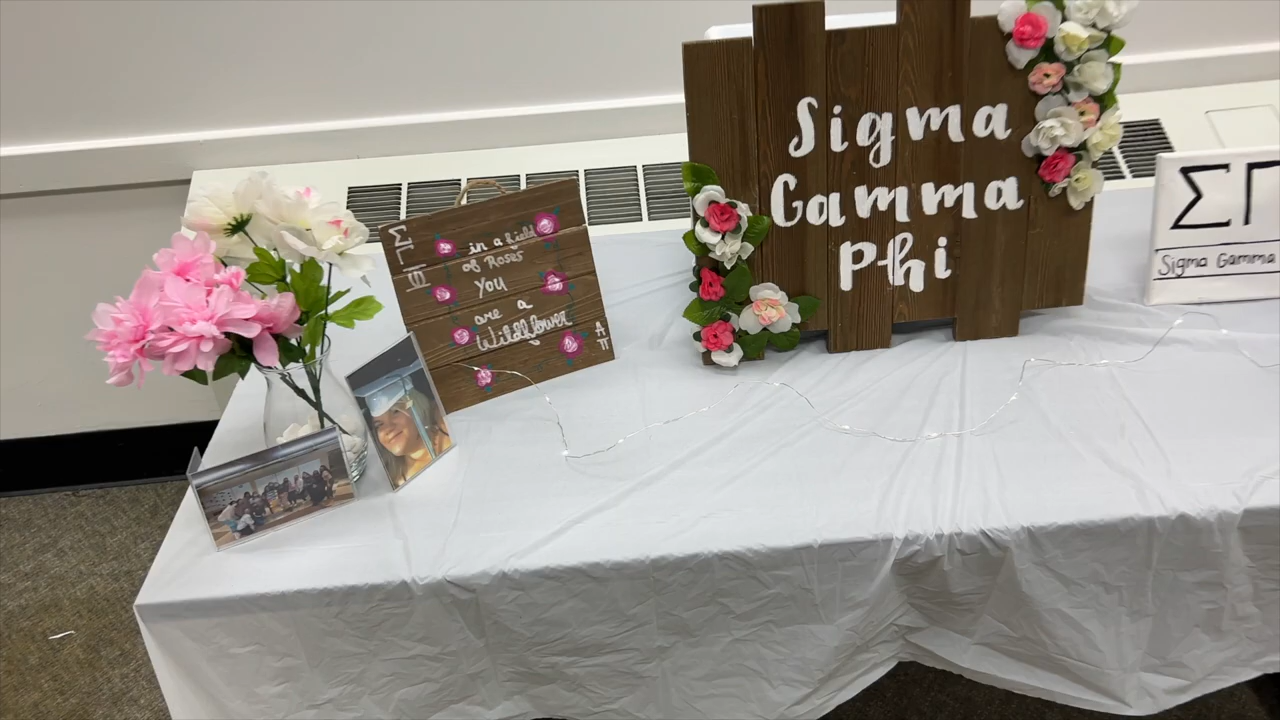 Sigma
Gamma
Phi
ΣΓΦ
in a field
of Roses
YOU
are a
Wildflower
ΣΓ
Sigma Gamma